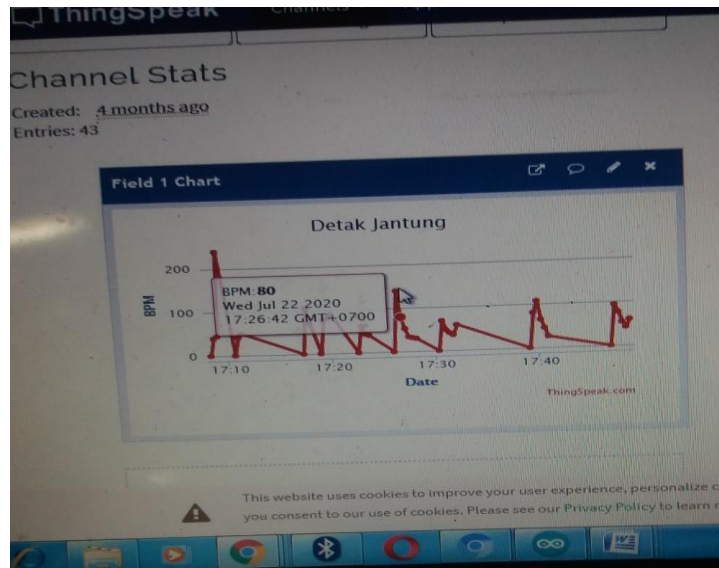 ThingSpeak
Channels
Channel Stats
Created: 4 months ago
Entries: 43
Field 1 Chart
Detak Jantung
200
100
0
BPM
BPM: 80
Wed Jul 22 2020
17:26:42 GMT+0700
17:10 17:20 17:30 17:40
Date
ThingSpeak.com
This website uses cookies to improve your user experience, personalize
you consent to our use of cookies. Please see our Privacy Policy to learn